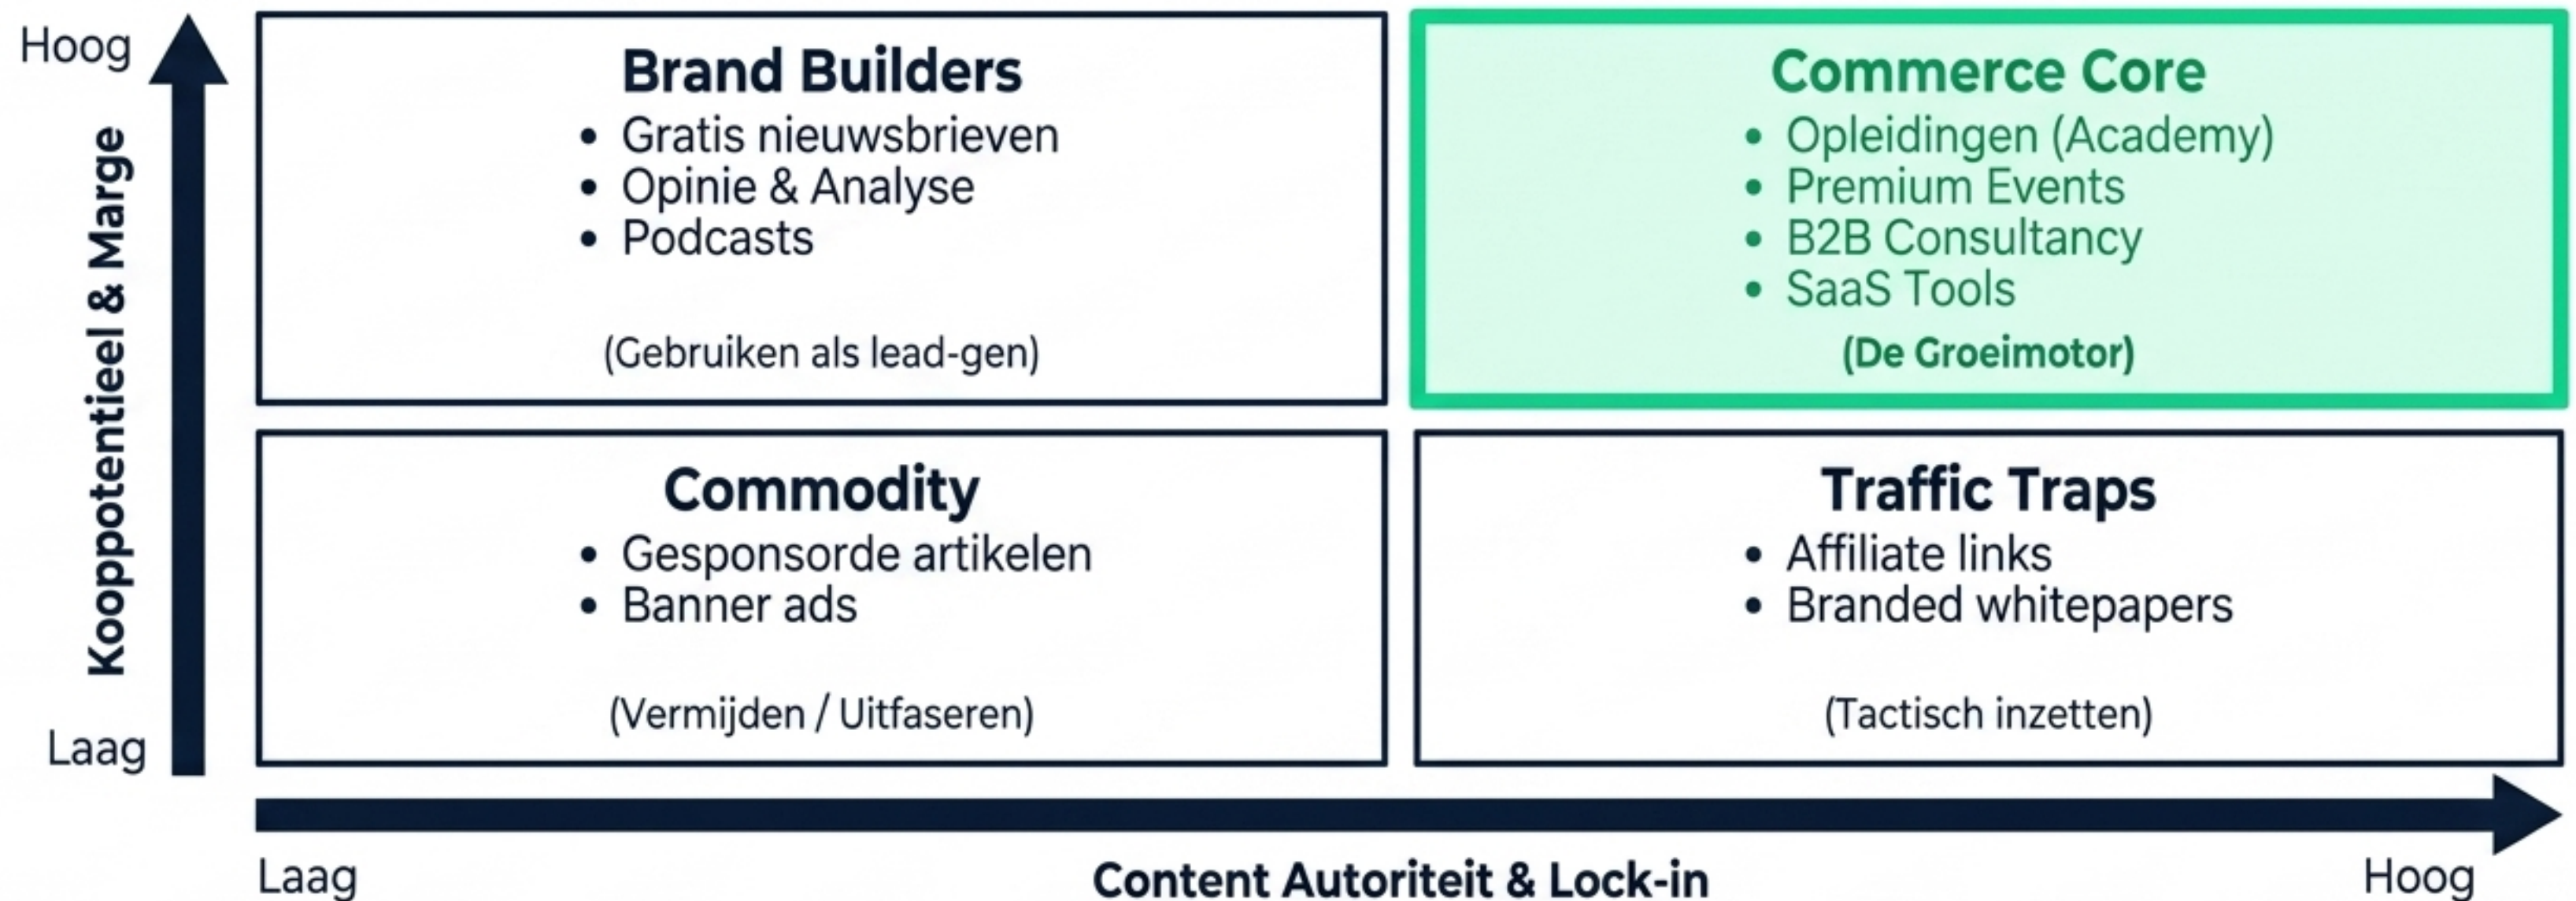 Hoog
Kooppotentieel & Marge
Laag
Brand Builders
• Gratis nieuwsbrieven
• Opinie & Analyse
• Podcasts
(Gebruiken als lead-gen)
Commerce Core
• Opleidingen (Academy)
• Premium Events
• B2B Consultancy
• SaaS Tools
(De Groeimotor)
Commodity
• Gesponsorde artikelen
• Banner ads
(Vermijden / Uitfaseren)
Traffic Traps
• Affiliate links
• Branded whitepapers
(Tactisch inzetten)
Laag
Content Autoriteit & Lock-in
Hoog